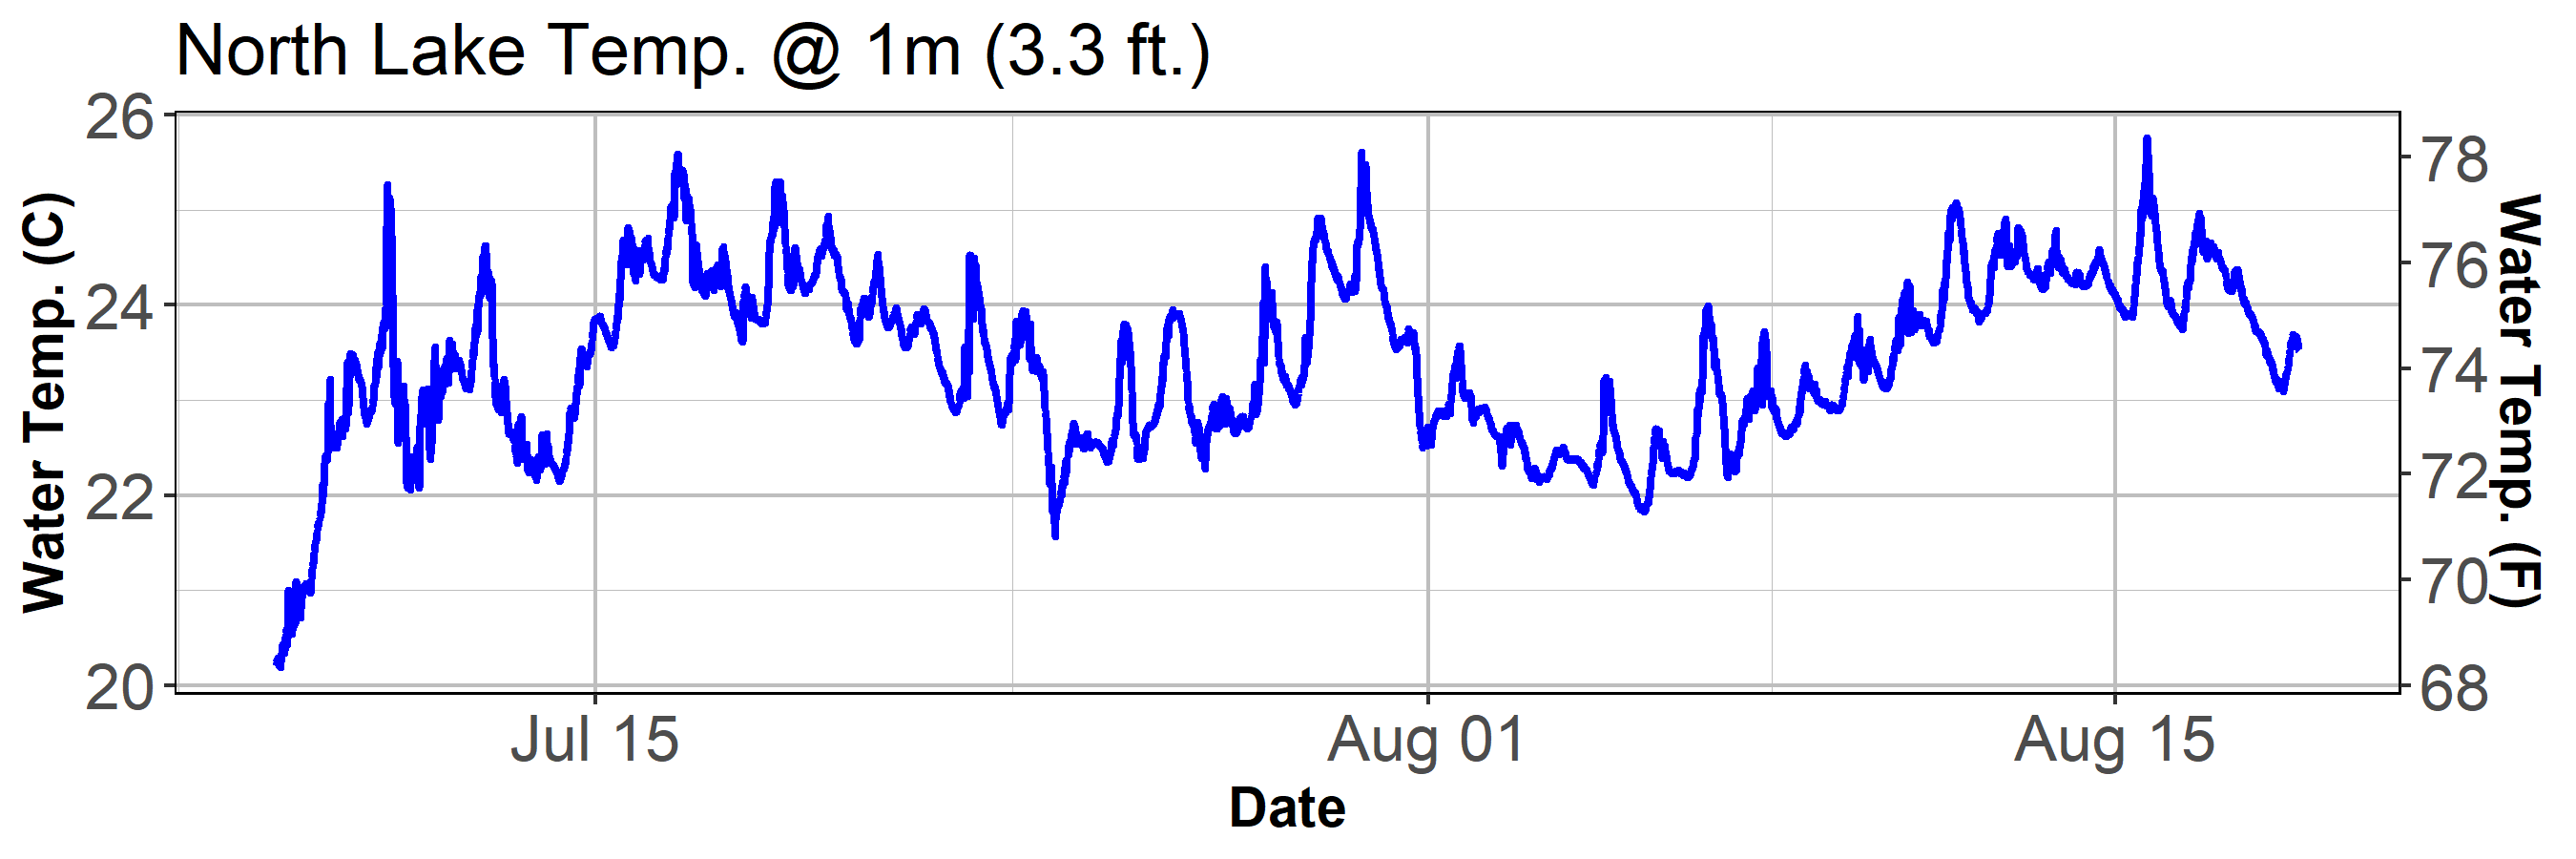 North Lake Temp. @ 1m (3.3 ft.)
Water Temp. (C)
26
24
22
20
78
76
74
72
70
68
Water Temp. (F)
Jul 15
Aug 01
Aug 15
Date